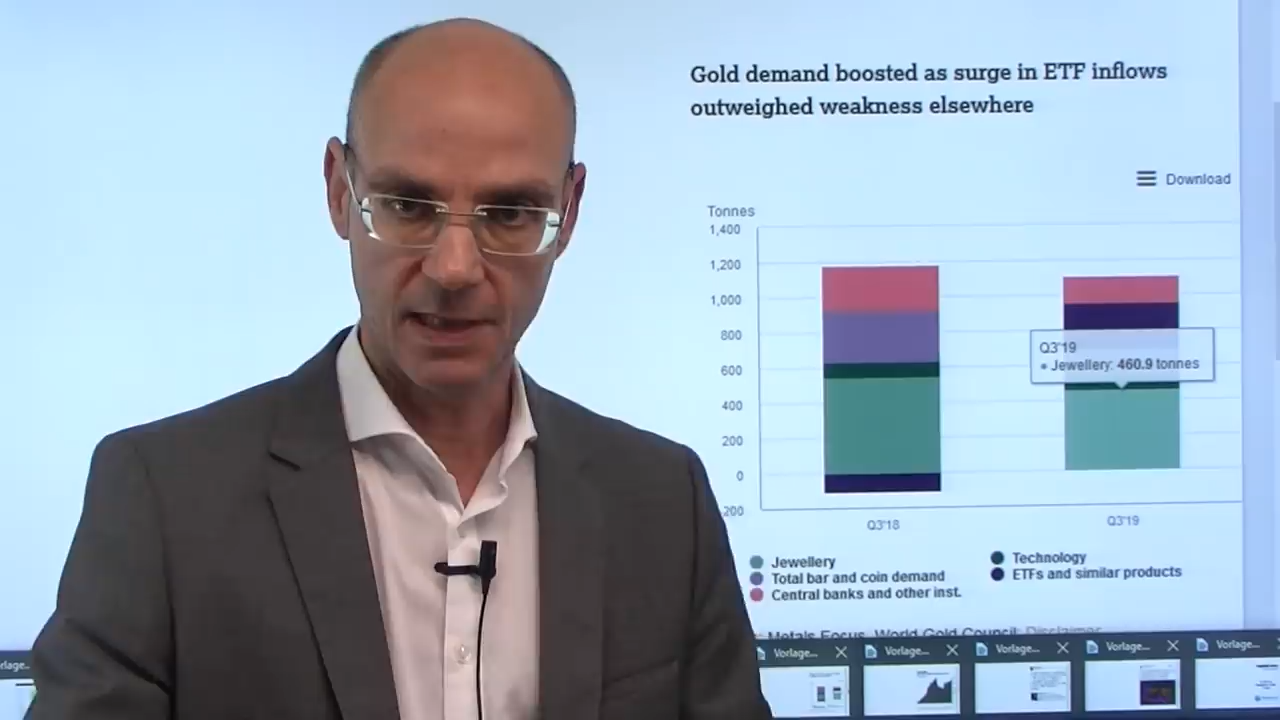 Gold demand boosted as surge in ETF inflows
outweighed weakness elsewhere
Download
Tonnes
1,400
1,200
1,000
800
600
400
200
0
200
Q3'19
• Jewellery: 460.9 tonnes
Q3'18
Q3'19
Jewellery
Total bar and coin demand
Central banks and other inst.
Technology
ETFs and similar products
Metals Focus, World Gold Council; Disclaimer
rlage...
Vorlage...
Vorlage...
Vorlage...
Vorlage...
Vorlage...